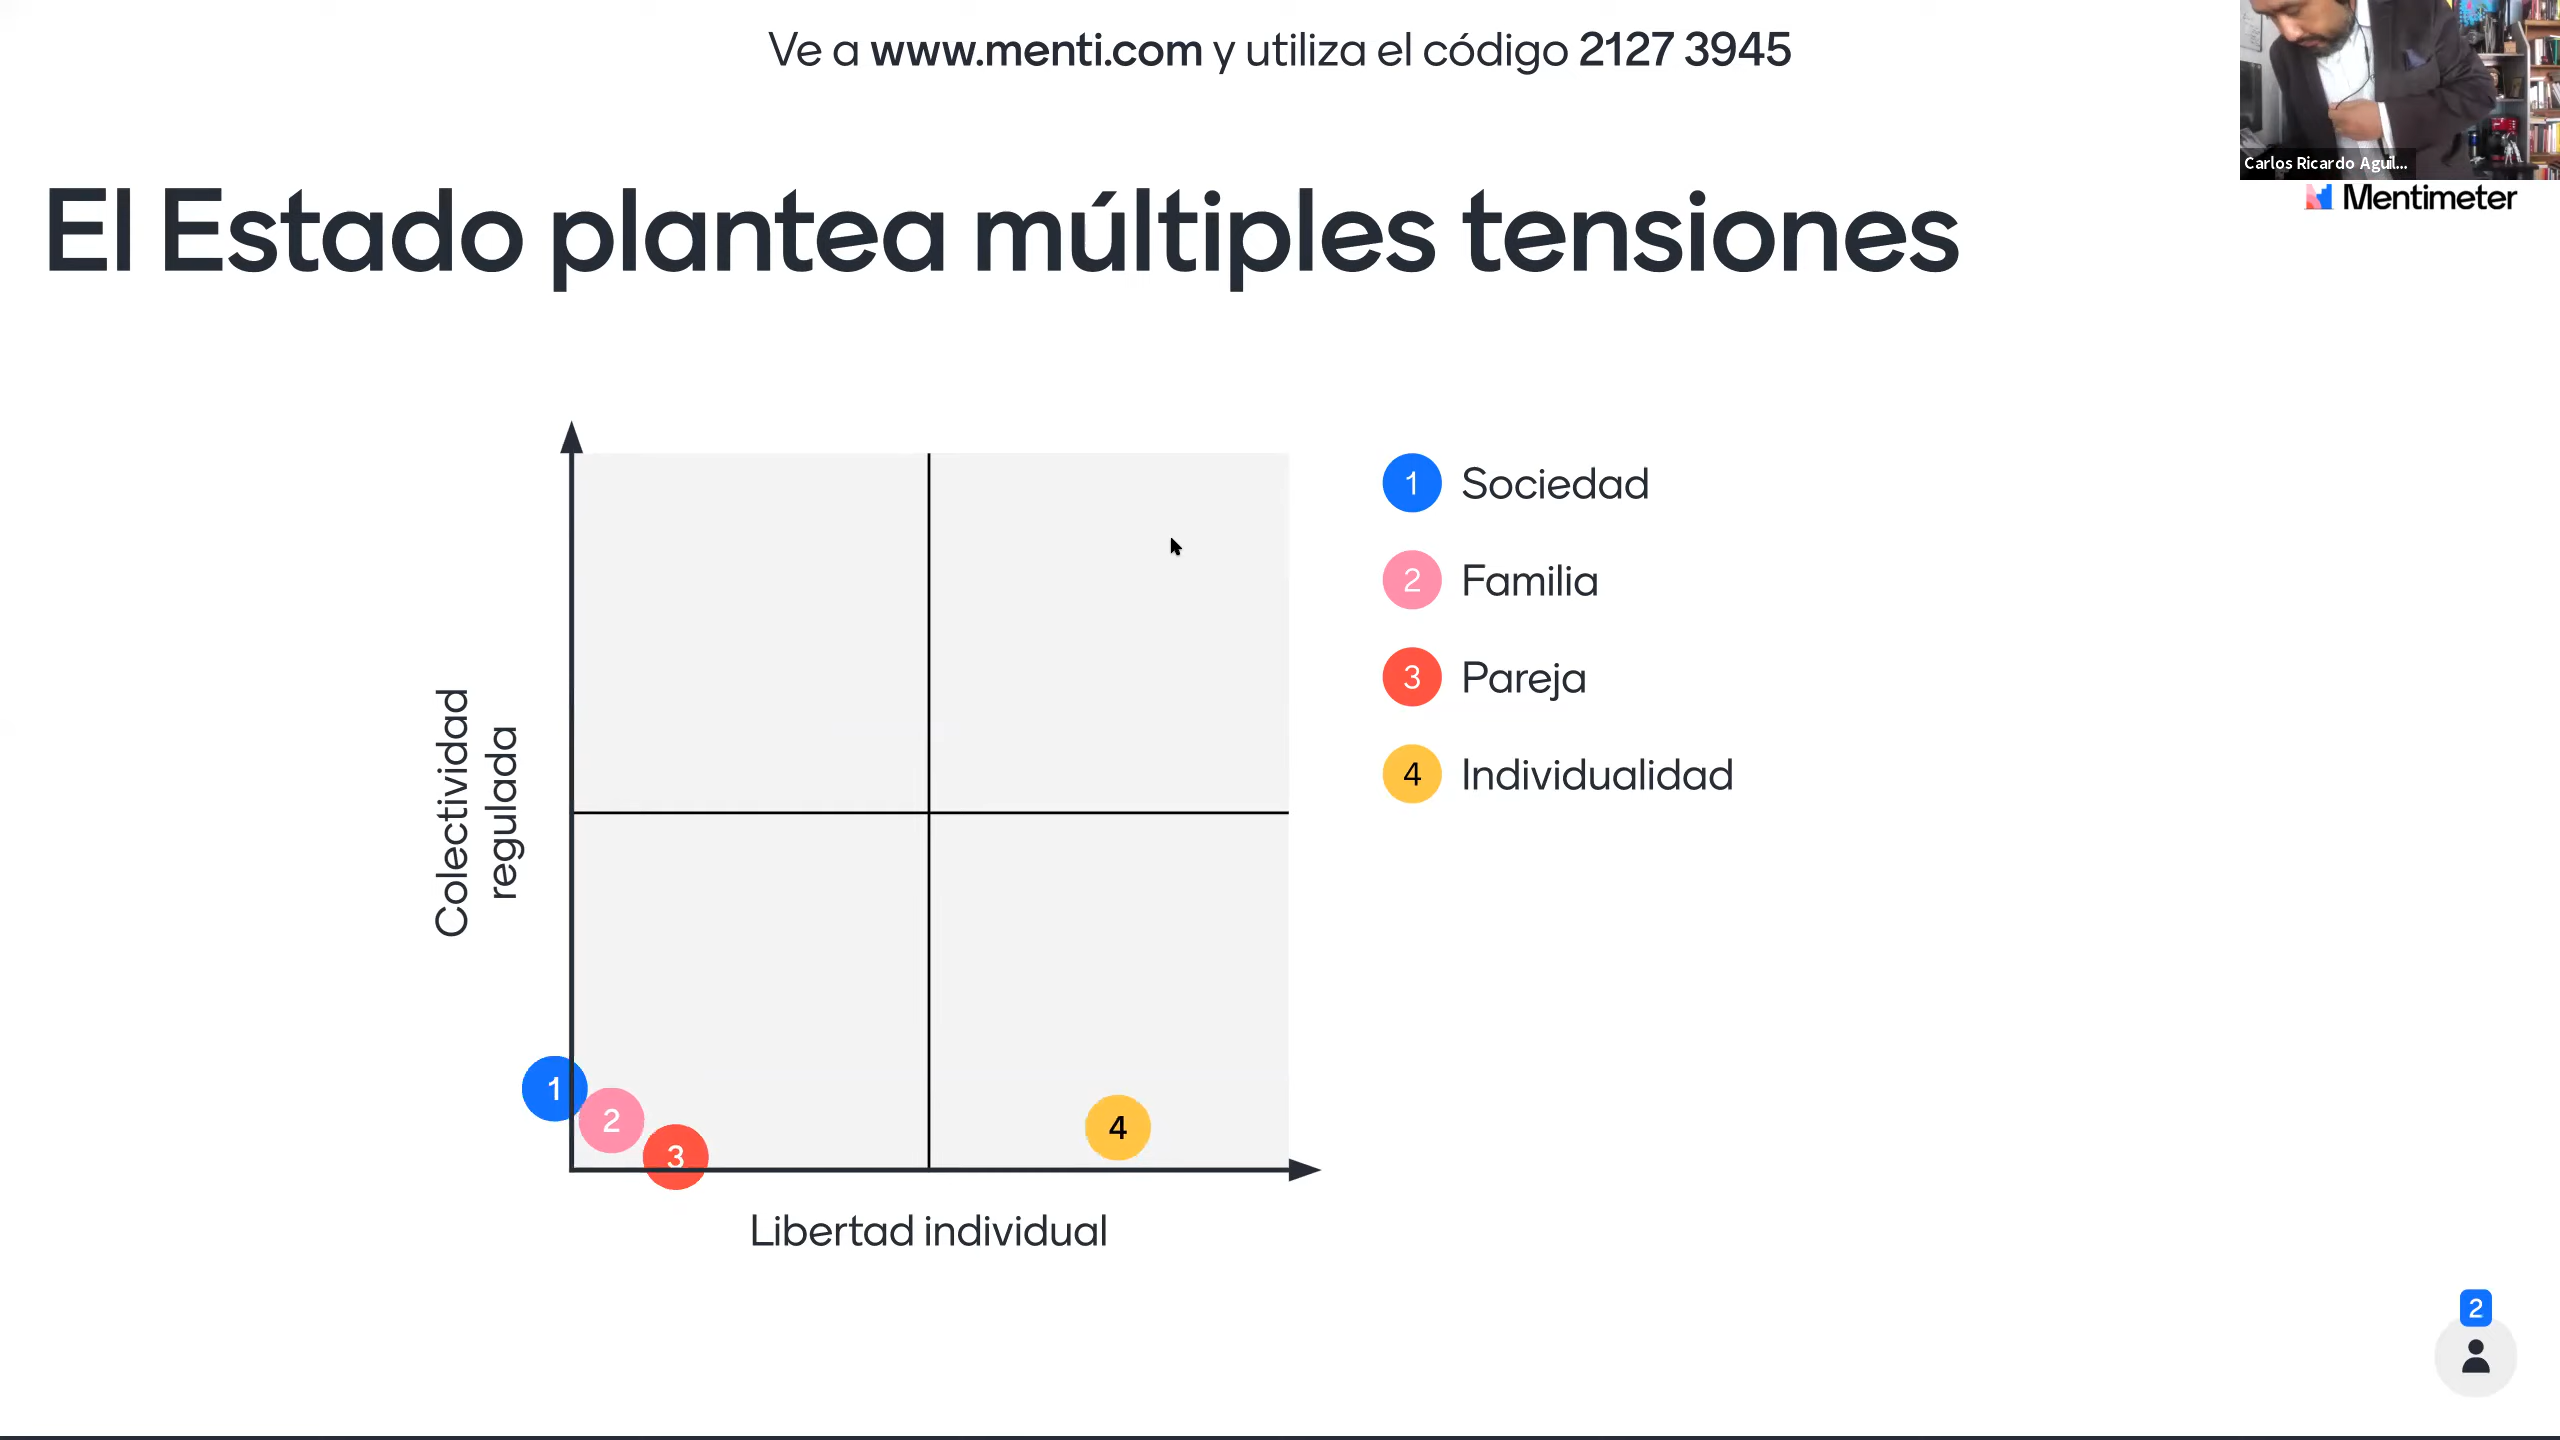 Ve a www.menti.com y utiliza el código 2127 3945
Carlos Ricardo Aguil...
Mentimeter
El Estado plantea múltiples tensiones
Colectividad
regulada
1
2
3
4
Libertad individual
1 Sociedad
2 Familia
3 Pareja
4 Individualidad
2